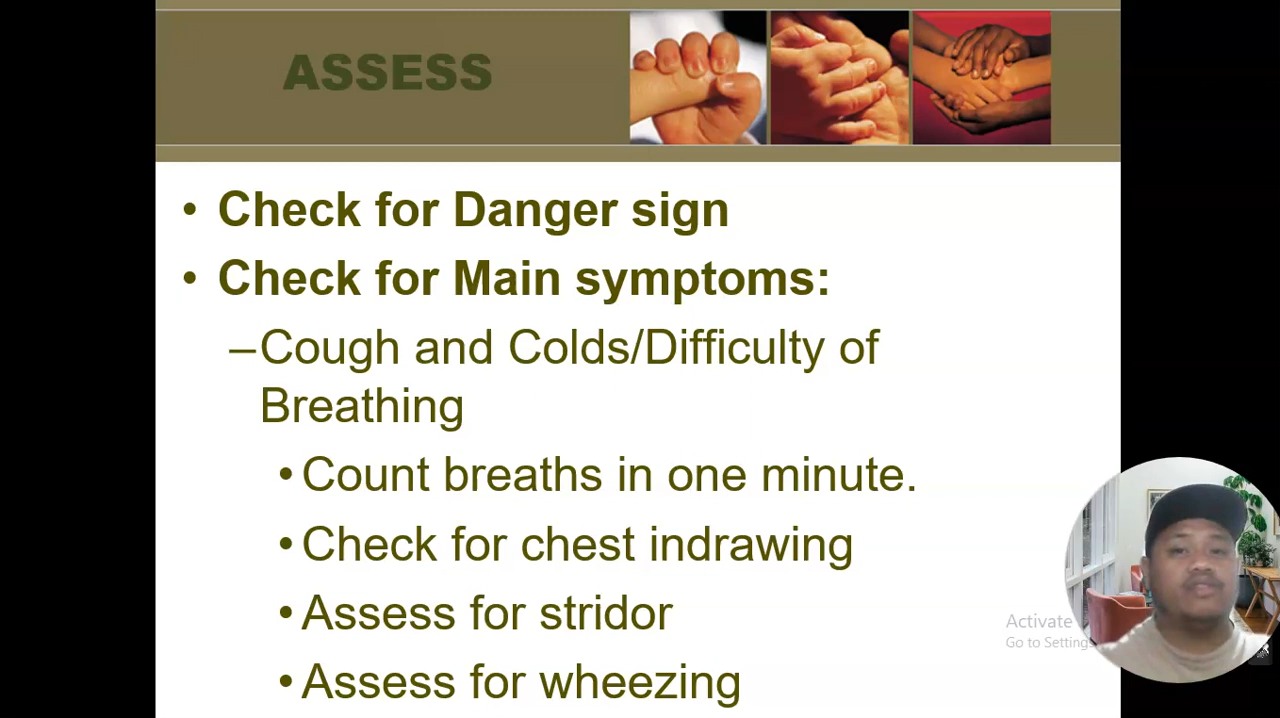 ASSESS
• Check for Danger sign
• Check for Main symptoms:
–Cough and Colds/Difficulty of
Breathing
• Count breaths in one minute.
• Check for chest indrawing
• Assess for stridor
• Assess for wheezing
Activate
Go to Settings